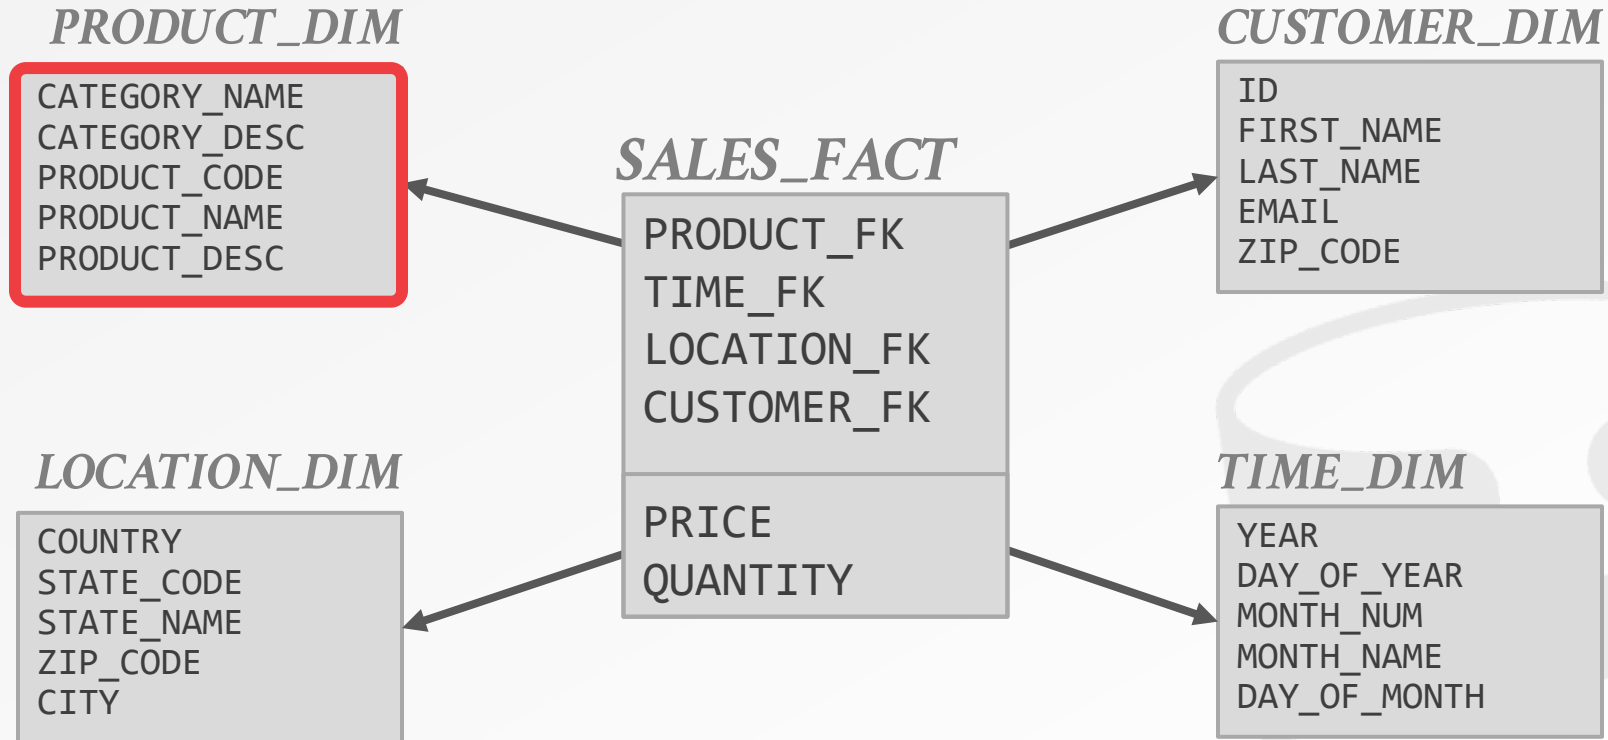 PRODUCT_DIM
CATEGORY_NAME
CATEGORY_DESC
PRODUCT_CODE
PRODUCT_NAME
PRODUCT_DESC
CUSTOMER_DIM
ID
FIRST_NAME
LAST_NAME
EMAIL
ZIP_CODE
SALES_FACT
PRODUCT_FK
TIME_FK
LOCATION_FK
CUSTOMER_FK
PRICE
QUANTITY
LOCATION_DIM
COUNTRY
STATE_CODE
STATE_NAME
ZIP_CODE
CITY
TIME_DIM
YEAR
DAY_OF_YEAR
MONTH_NUM
MONTH_NAME
DAY_OF_MONTH